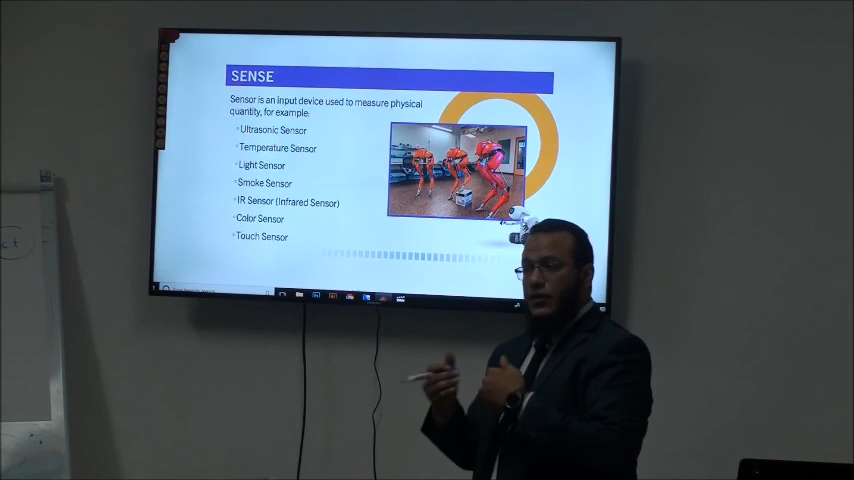 SENSE
Sensor is an input device used to measure physical
quantity, for example:
Ultrasonic Sensor
Temperature Sensor
Light Sensor
Smoke Sensor
IR Sensor (Infrared Sensor)
Color Sensor
Touch Sensor